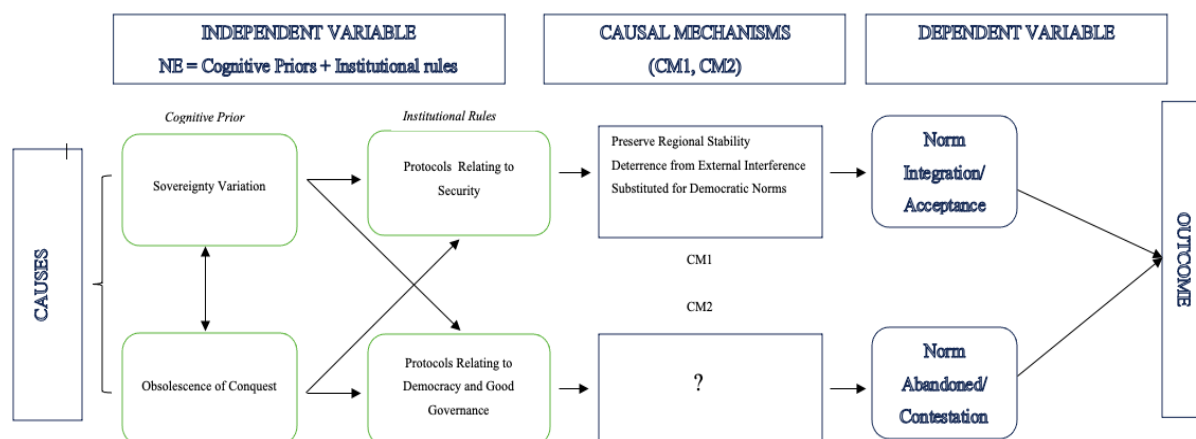 INDEPENDENT VARIABLE
NE = Cognitive Priors + Institutional rules
CAUSAL MECHANISMS
(CM1, CM2)
DEPENDENT VARIABLE
Cognitive Prior
Institutional Rules
CAUSES
Sovereignty Variation
Protocols Relating to
Security
Preserve Regional Stability
Deterrence from External Interference
Substituted for Democratic Norms
Norm
Integration/
Acceptance
OUTCOME
CM1
CM2
Obsolescence of Conquest
Protocols Relating to
Democracy and Good
Governance
?
Norm
Abandoned/
Contestation